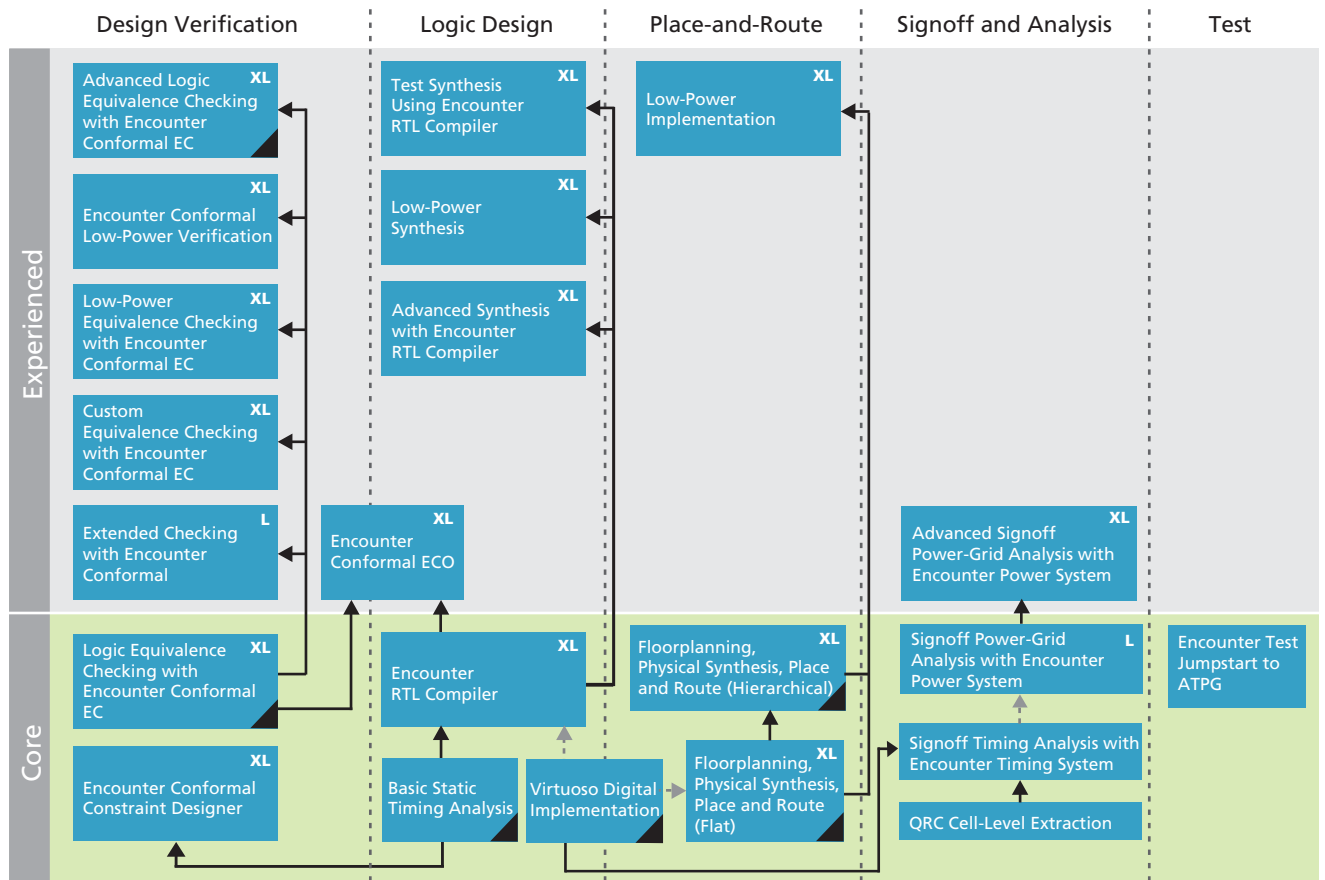 Design Verification
Logic Design
Place-and-Route
Signoff and Analysis
Test
Experienced
XL
Advanced Logic
Equivalence Checking
with Encounter
Conformal EC
XL
Encounter Conformal
Low-Power Verification
XL
Low-Power
Equivalence Checking
with Encounter
Conformal EC
XL
Custom
Equivalence Checking
with Encounter
Conformal EC
L
Extended Checking
with Encounter
Conformal
XL
Encounter
Conformal ECO
XL
Test Synthesis
Using Encounter
RTL Compiler
XL
Low-Power
Synthesis
XL
Advanced Synthesis
with Encounter
RTL Compiler
XL
Low-Power
Implementation
XL
Advanced Signoff
Power-Grid Analysis with
Encounter Power System
Core
XL
Logic Equivalence
Checking with
Encounter Conformal
EC
XL
Encounter Conformal
Constraint Designer
XL
Encounter
RTL Compiler
Basic Static
Timing Analysis
Virtuoso Digital
Implementation
XL
Floorplanning,
Physical Synthesis, Place
and Route (Hierarchical)
XL
Floorplanning,
Physical Synthesis,
Place and Route
(Flat)
L
Signoff Power-Grid
Analysis with Encounter
Power System
Signoff Timing Analysis with
Encounter Timing System
QRC Cell-Level Extraction
Encounter Test
Jumpstart to
ATPG